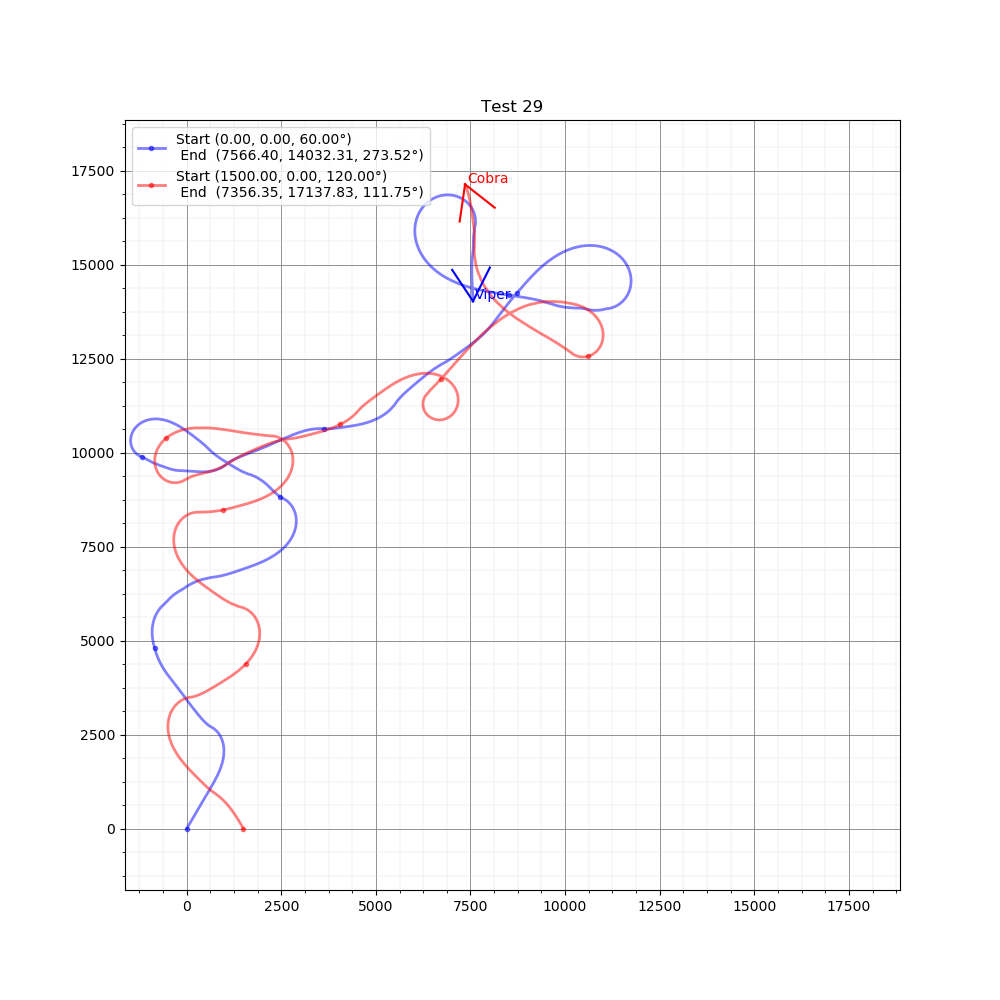 Test 29
Start (0.00, 0.00, 60.00°)
End (7566.40, 14032.31, 273.52°)
Start (1500.00, 0.00, 120.00°)
End (7356.35, 17137.83, 111.75°)
Cobra
Viper
17500
15000
12500
10000
7500
5000
2500
0
0 2500 5000 7500 10000 12500 15000 17500